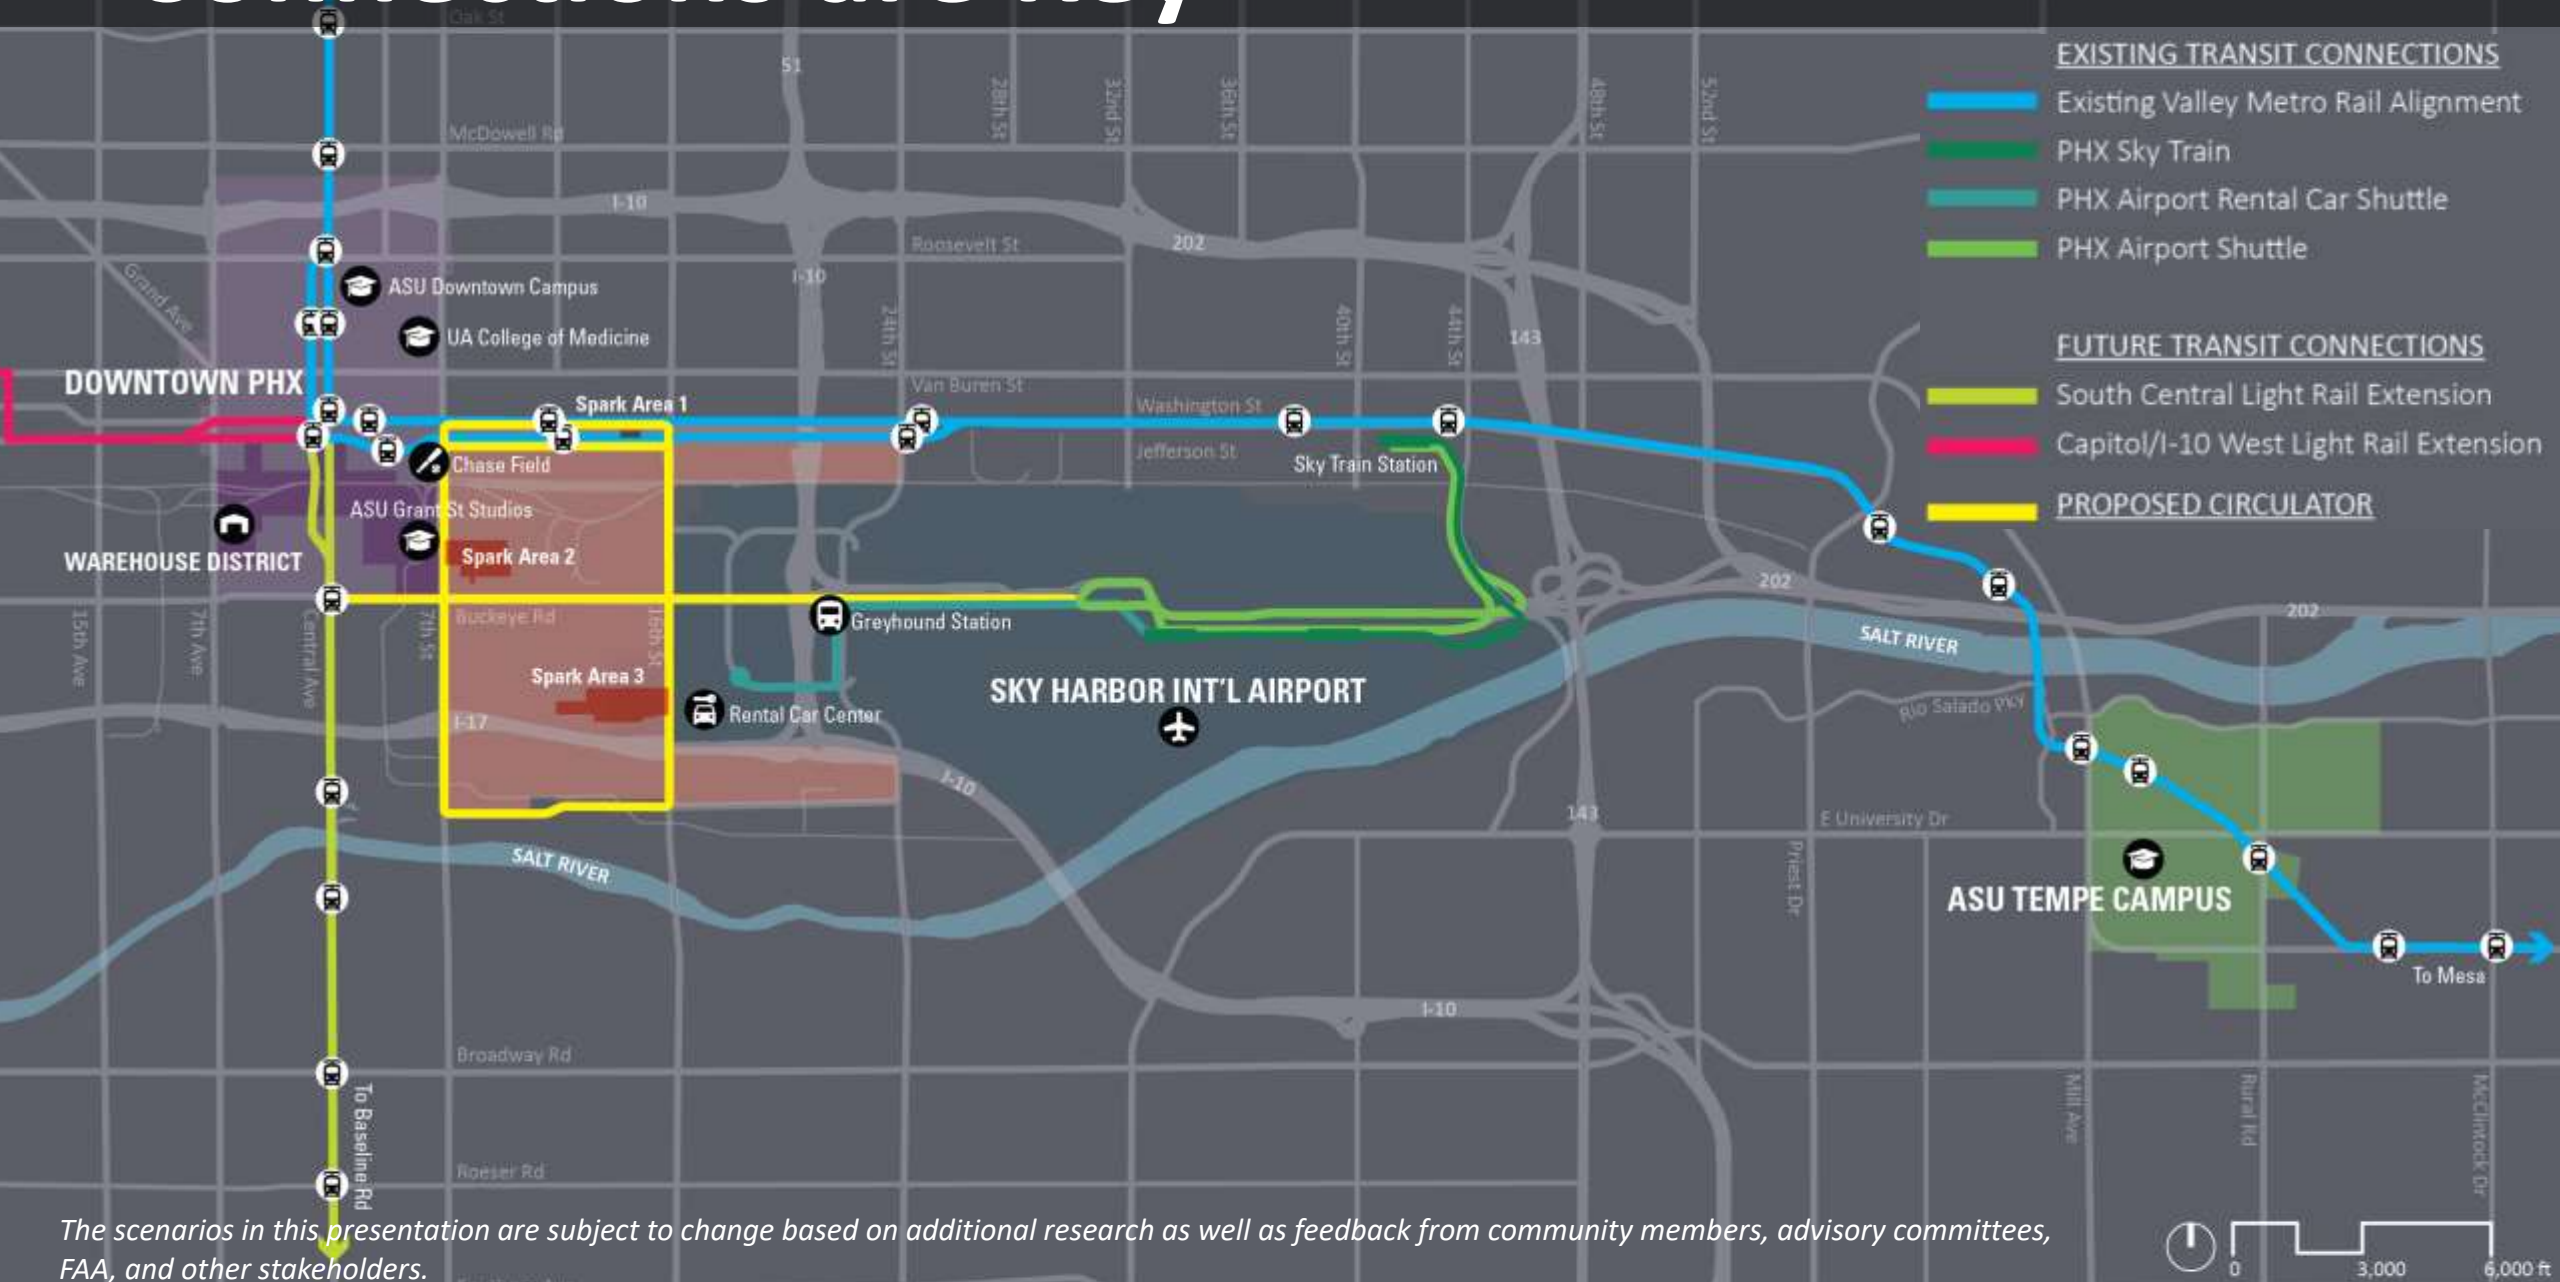 Oak St
51
28th St
32nd St
36th St
48th St
52nd St
EXISTING TRANSIT CONNECTIONS
Existing Valley Metro Rail Alignment
PHX Sky Train
PHX Airport Rental Car Shuttle
PHX Airport Shuttle
FUTURE TRANSIT CONNECTIONS
South Central Light Rail Extension
Capitol/I-10 West Light Rail Extension
PROPOSED CIRCULATOR
McDowell Rd
I-10
Roosevelt St
202
I-10
Grand Ave
ASU Downtown Campus
UA College of Medicine
24th St
40th St
44th St
143
DOWNTOWN PHX
Van Buren St
Spark Area 1
Washington St
Jefferson St
Chase Field
Sky Train Station
ASU Grant St Studios
WAREHOUSE DISTRICT
Spark Area 2
202
202
15th Ave
7th Ave
Central Ave
7th St
Buckeye Rd
16th St
Greyhound Station
SALT RIVER
Spark Area 3
SKY HARBOR INT'L AIRPORT
Rio Salado Pky
I-17
Rental Car Center
I-10
143
E University Dr
Priest Dr
SALT RIVER
ASU TEMPE CAMPUS
To Mesa
I-10
Broadway Rd
To Baseline Rd
Mill Ave
Rural Rd
McClintock Dr
Roeser Rd
The scenarios in this presentation are subject to change based on additional research as well as feedback from community members, advisory committees,
FAA, and other stakeholders.
0 3,000 6,000 ft